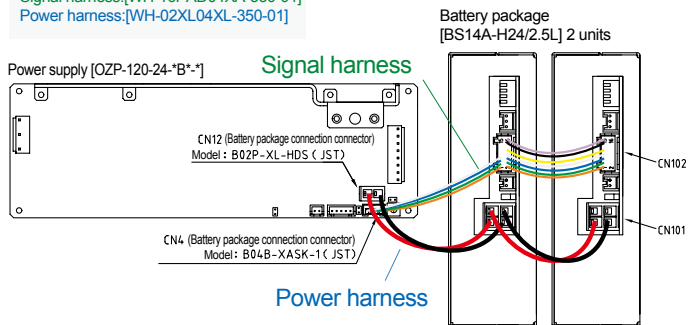 Power harness:[WH-02XL04XL-350-01]
Battery package
[BS14A-H24/2.5L] 2 units
Power supply [OZP-120-24-*B*-*]
Signal harness
CN12 (Battery package connection connector)
Model: B02P-XL-HDS (JST)
CN102
CN101
CN4 (Battery package connection connector)
Model: B04B-XASK-1 (JST)
Power harness